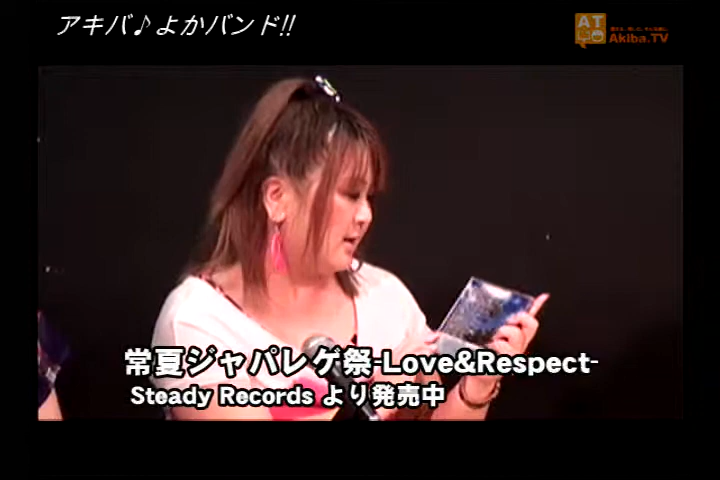 アキバ♪よかバンド!!
AT
Akiba.TV
常夏ジャパレゲ祭-Love&Respect-
Steady Records より発売中